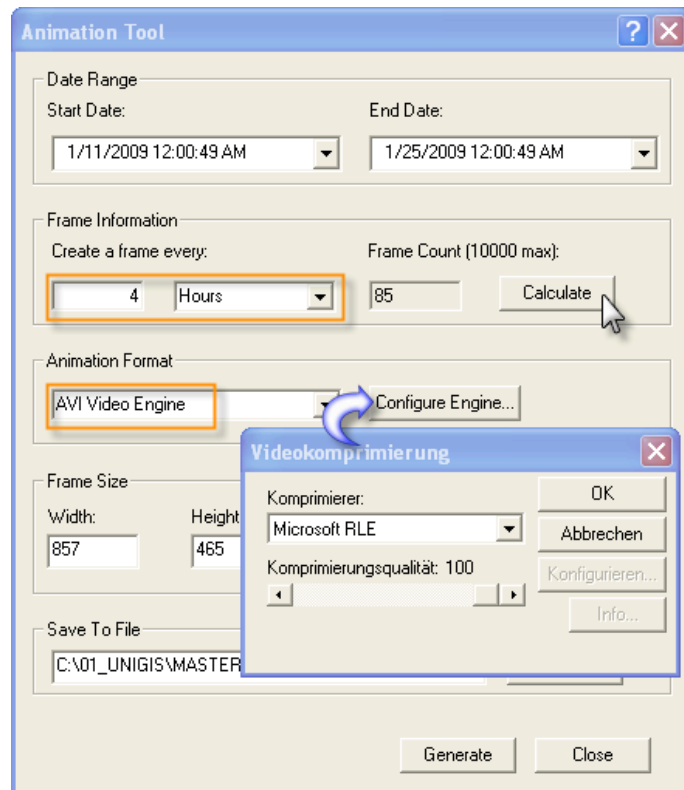 Animation Tool
Date Range
Start Date: End Date:
1/11/2009 12:00:49 AM 1/25/2009 12:00:49 AM
Frame Information
Create a frame every: Frame Count (10000 max):
4 Hours 85 Calculate
Animation Format
AVI Video Engine Configure Engine...
Videokomprimierung
Komprimierer:
Microsoft RLE
Komprimierungsqualität: 100
OK
Abbrechen
Konfigurieren...
Info...
Frame Size
Width: Height
857 465
Save To File
C:\01_UNIGIS\MASTER
Generate Close